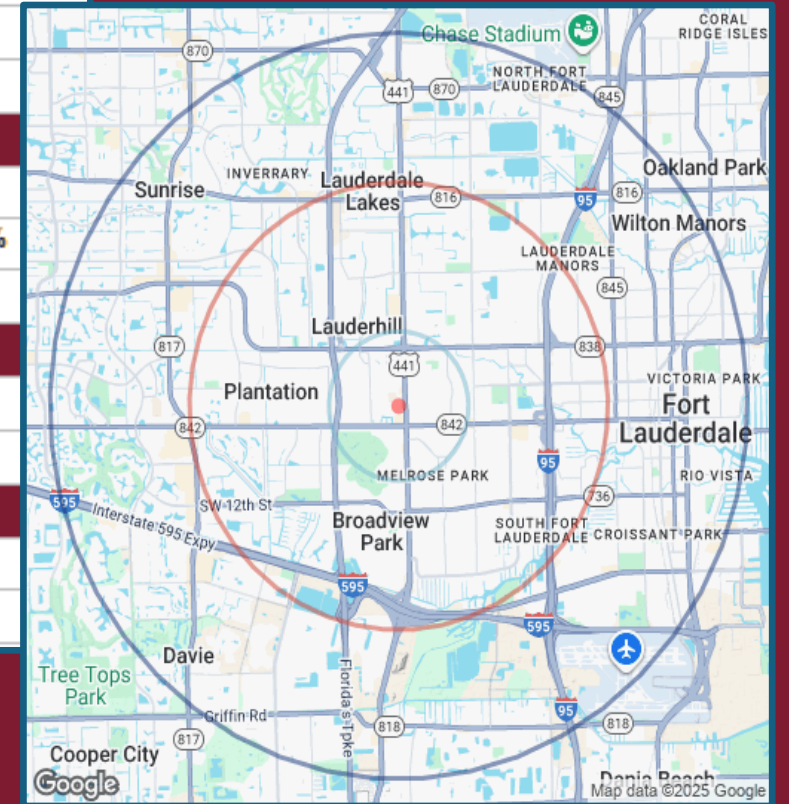 CORAL
RIDGE ISLES
Chase Stadium
870
NORTH FORT
LAUDERDALE
441
870
845
INVERRARY
Lauderdale
Lakes
Oakland Park
Sunrise
816
95
816
Wilton Manors
%
LAUDERDALE
MANORS
845
Lauderhill
817
838
441
VICTORIA PARK
Plantation
Fort
Lauderdale
842
842
95
MELROSE PARK
RIO VISTA
595
736
SW 12th St
Interstate 595 Expy
Broadview
Park
SOUTH FORT
LAUDERDALE
CROISSANT PARK
595
595
Davie
Tree Tops
Park
Florida's Tpke
95
Griffin Rd
818
818
817
Cooper City
Dania Beach
Google
Map data ©2025 Google